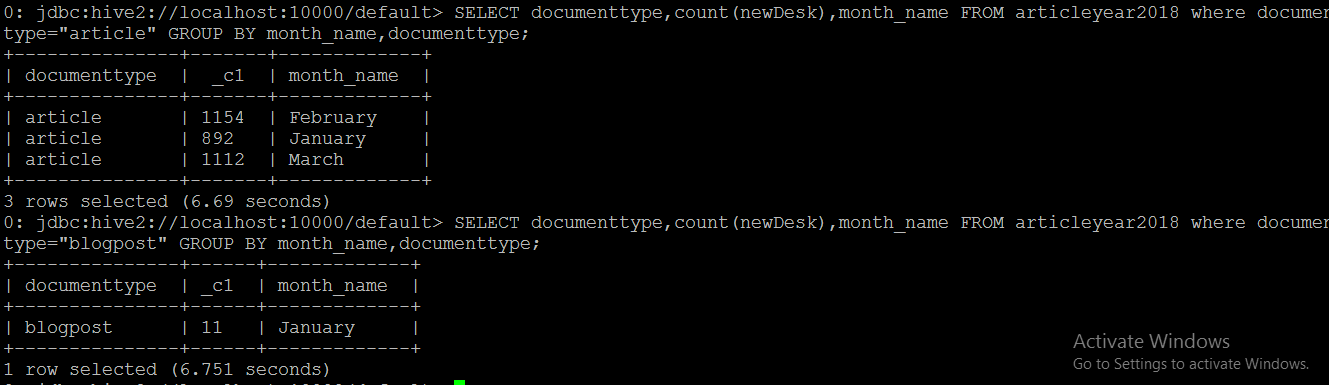 0: jdbc:hive2://localhost:10000/default> SELECT documenttype,count(newDesk),month_name FROM articleyear2018 where documen
type="article" GROUP BY month_name,documenttype;
+---------------+-------+-------------+
| documenttype | _c1 | month_name |
+---------------+-------+-------------+
| article | 1154 | February |
| article | 892 | January |
| article | 1112 | March |
+---------------+-------+-------------+
3 rows selected (6.69 seconds)
0: jdbc:hive2://localhost:10000/default> SELECT documenttype,count(newDesk),month_name FROM articleyear2018 where documen
type="blogpost" GROUP BY month_name,documenttype;
+---------------+------+-------------+
| documenttype | _c1 | month_name |
+---------------+------+-------------+
| blogpost | 11 | January |
+---------------+------+-------------+
1 row selected (6.751 seconds)
Activate Windows
Go to Settings to activate Windows.